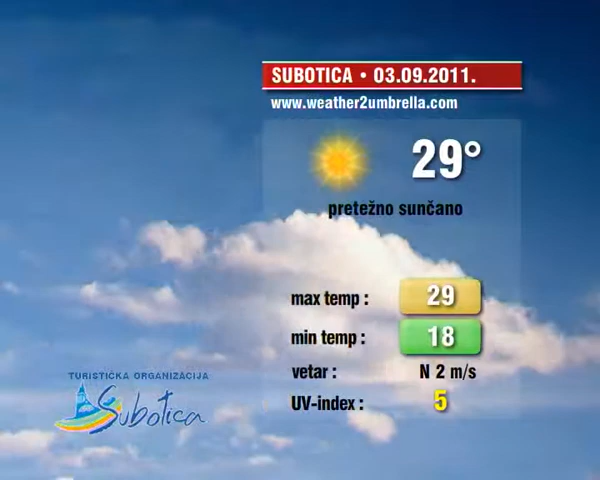 SUBOTICA • 03.09.2011.
www.weather2umbrella.com
29°
pretežno sunčano
max temp : 29
min temp : 18
vetar : N 2 m/s
UV-index : 5
TURISTIČKA ORGANIZACIJA
Subotica